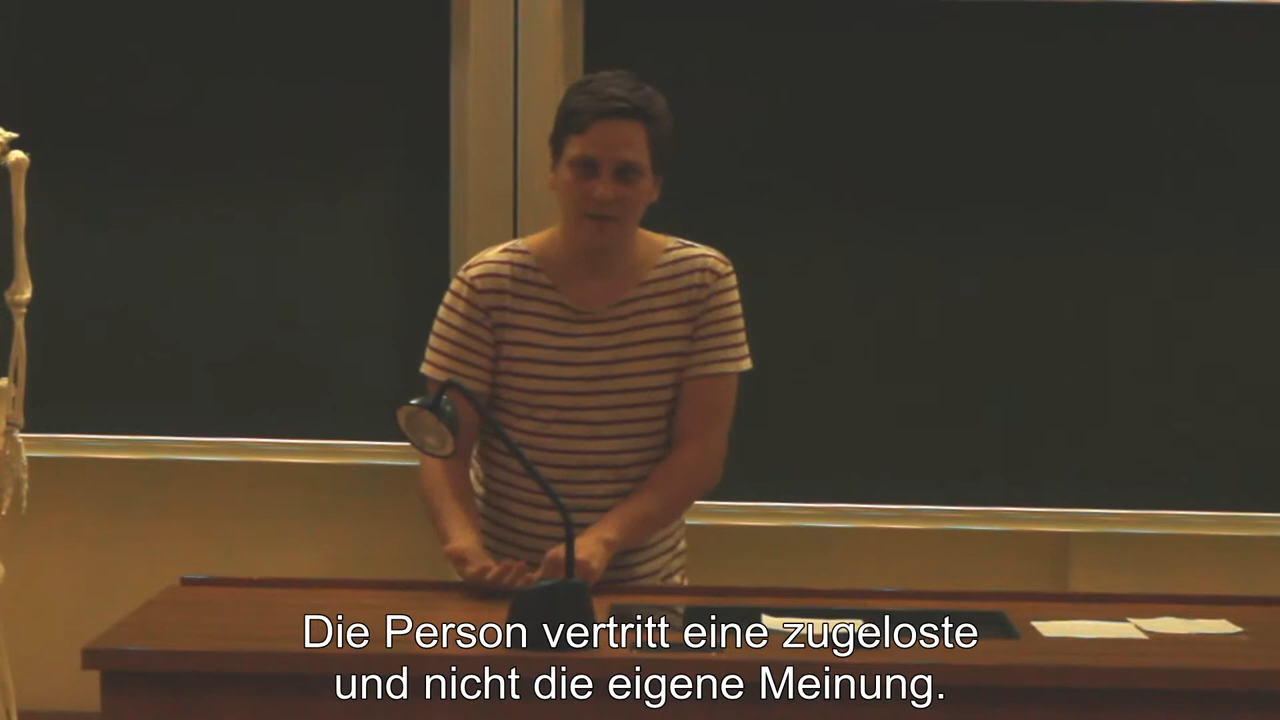 Die Person vertritt eine zugeloste
und nicht die eigene Meinung.